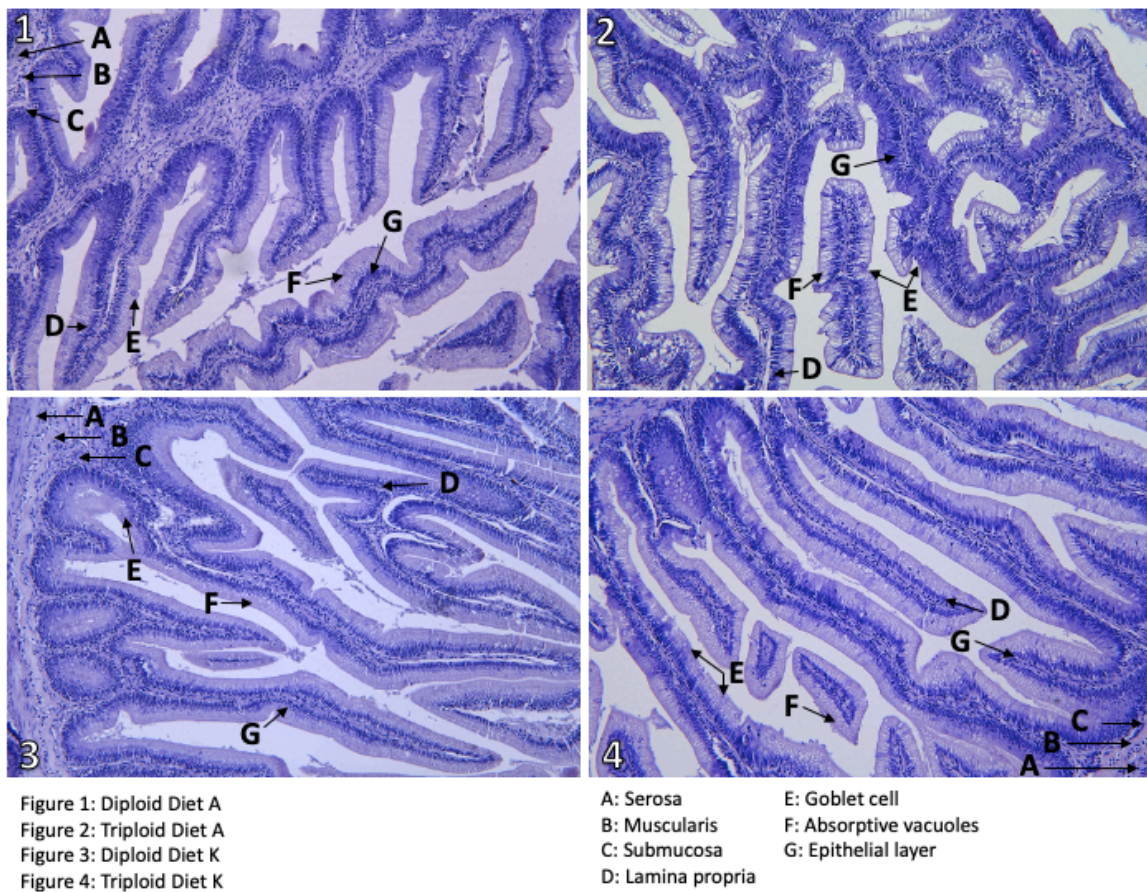 1
A
B
C
D
E
F
G
2
G
F
E
D
A
B
C
D
E
F
G
3
D
G
E
F
C
B
A
4
Figure 1: Diploid Diet A
Figure 2: Triploid Diet A
Figure 3: Diploid Diet K
Figure 4: Triploid Diet K
A: Serosa
B: Muscularis
C: Submucosa
D: Lamina propria
E: Goblet cell
F: Absorptive vacuoles
G: Epithelial layer